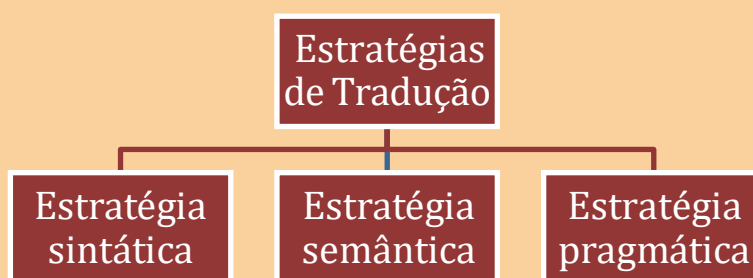 Estratégias
de Tradução
Estratégia
sintática
Estratégia
semântica
Estratégia
pragmática